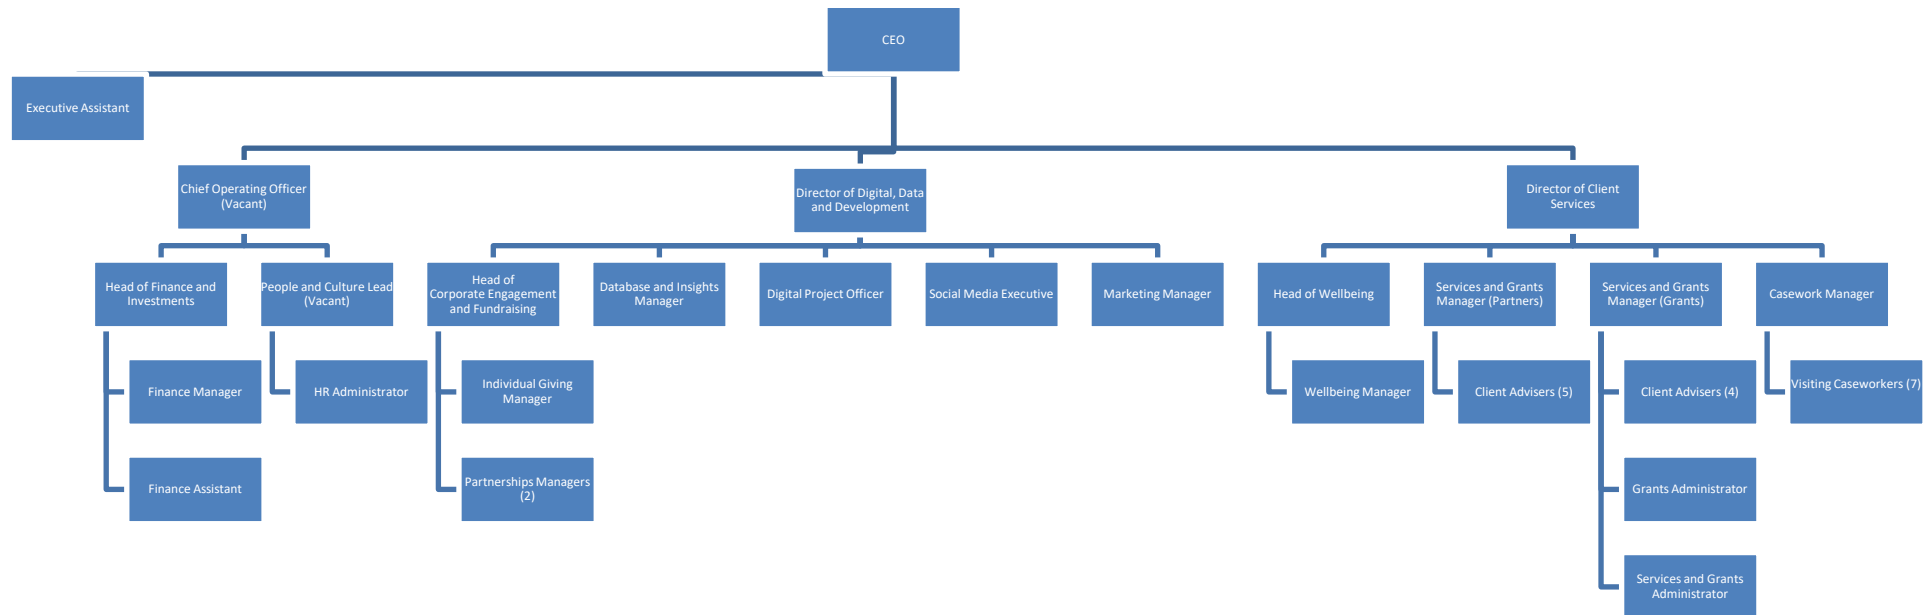 CEO
Executive Assistant
Chief Operating Officer
(Vacant)
Director of Digital, Data
and Development
Director of Client
Services
Head of Finance and
Investments
People and Culture Lead
(Vacant)
Head of
Corporate Engagement
and Fundraising
Database and Insights
Manager
Digital Project Officer
Social Media Executive
Marketing Manager
Head of Wellbeing
Services and Grants
Manager (Partners)
Services and Grants
Manager (Grants)
Casework Manager
Finance Manager
HR Administrator
Individual Giving
Manager
Wellbeing Manager
Client Advisers (5)
Client Advisers (4)
Visiting Caseworkers (7)
Finance Assistant
Partnerships Managers
(2)
Grants Administrator
Services and Grants
Administrator